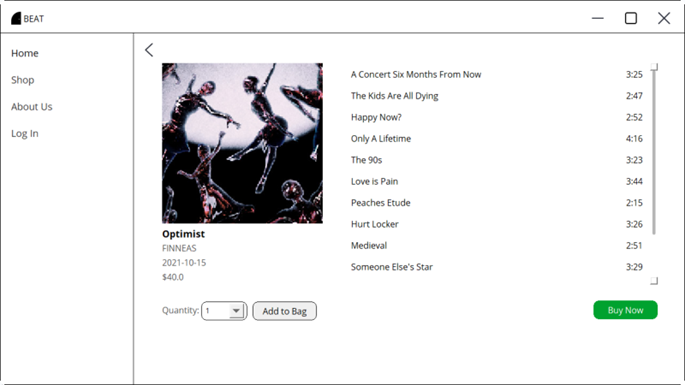 BEAT
Home
Shop
About Us
Log In
A Concert Six Months From Now 3:25
The Kids Are All Dying 2:47
Happy Now? 2:52
Only A Lifetime 4:16
The 90s 3:23
Love is Pain 3:44
Peaches Etude 2:15
Hurt Locker 3:26
Medieval 2:51
Someone Else's Star 3:29
Optimist
FINNEAS
2021-10-15
$40.0
Quantity: 1 Add to Bag
Buy Now